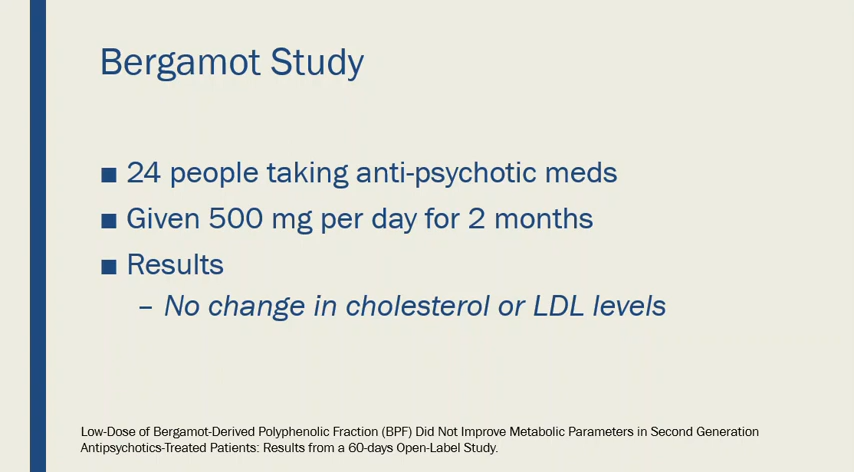 Bergamot Study
■ 24 people taking anti-psychotic meds
■ Given 500 mg per day for 2 months
■ Results
– No change in cholesterol or LDL levels
Low-Dose of Bergamot-Derived Polyphenolic Fraction (BPF) Did Not Improve Metabolic Parameters in Second Generation
Antipsychotics-Treated Patients: Results from a 60-days Open-Label Study.